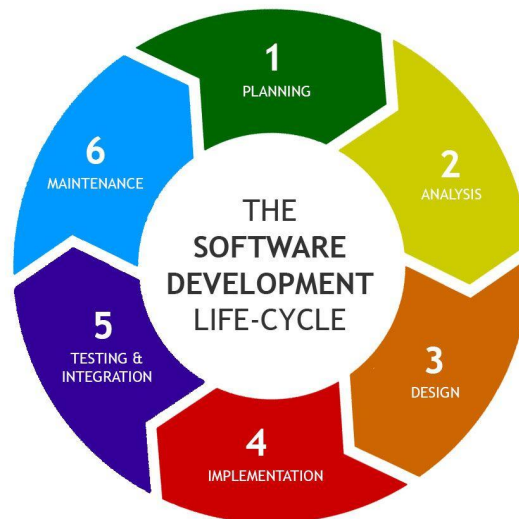 THE
SOFTWARE
DEVELOPMENT
LIFE-CYCLE
1
PLANNING
2
ANALYSIS
3
DESIGN
4
IMPLEMENTATION
5
TESTING &
INTEGRATION
6
MAINTENANCE